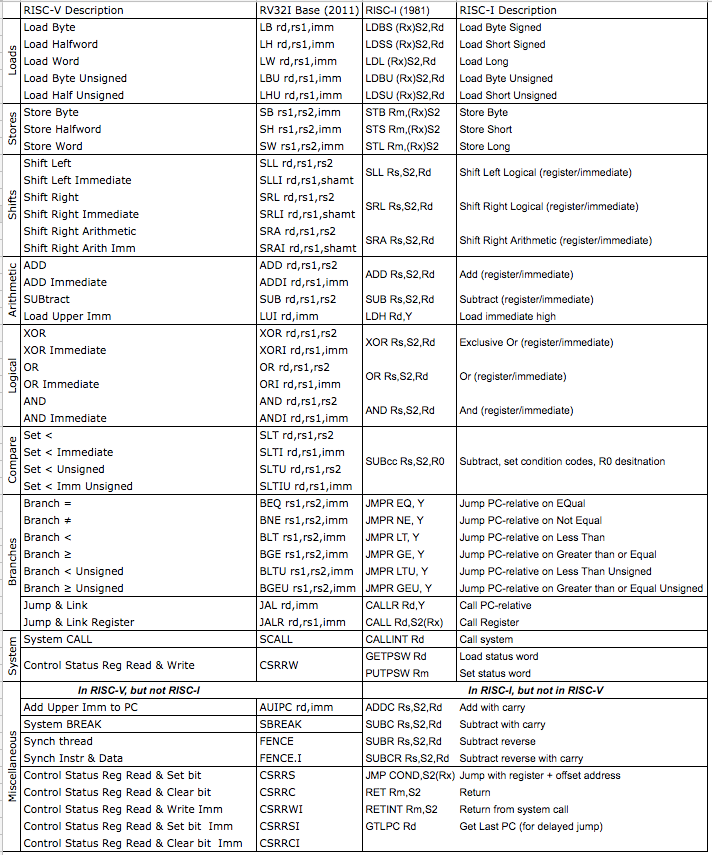 RISC-V Description RV32I Base (2011) RISC-I (1981) RISC-I Description
Loads
Load Byte LB rd,rs1,imm LDBS (Rx)S2,Rd Load Byte Signed
Load Halfword LH rd,rs1,imm LDSS (Rx)S2,Rd Load Short Signed
Load Word LW rd,rs1,imm LDL (Rx)S2,Rd Load Long
Load Byte Unsigned LBU rd,rs1,imm LDBU (Rx)S2,Rd Load Byte Unsigned
Load Half Unsigned LHU rd,rs1,imm LDSU (Rx)S2,Rd Load Short Unsigned
Stores
Store Byte SB rs1,rs2,imm STB Rm,(Rx)S2 Store Byte
Store Halfword SH rs1,rs2,imm STS Rm,(Rx)S2 Store Short
Store Word SW rs1,rs2,imm STL Rm,(Rx)S2 Store Long
Shifts
Shift Left SLL rd,rs1,rs2
SLL Rs,S2,Rd Shift Left Logical (register/immediate)
Shift Left Immediate SLLI rd,rs1,shamt
Shift Right SRL rd,rs1,rs2
SRL Rs,S2,Rd Shift Right Logical (register/immediate)
Shift Right Immediate SRLI rd,rs1,shamt
Shift Right Arithmetic SRA rd,rs1,rs2
SRA Rs,S2,Rd Shift Right Arithmetic (register/immediate)
Shift Right Arith Imm SRAI rd,rs1,shamt
Arithmetic
ADD ADD rd,rs1,rs2
ADD Rs,S2,Rd Add (register/immediate)
ADD Immediate ADDI rd,rs1,imm
SUBtract SUB rd,rs1,rs2 SUB Rs,S2,Rd Subtract (register/immediate)
Load Upper Imm LUI rd,imm LDH Rd,Y Load immediate high
Logical
XOR XOR rd,rs1,rs2
XOR Rs,S2,Rd Exclusive Or (register/immediate)
XOR Immediate XORI rd,rs1,imm
OR OR rd,rs1,rs2
OR Rs,S2,Rd Or (register/immediate)
OR Immediate ORI rd,rs1,imm
AND AND rd,rs1,rs2
AND Rs,S2,Rd And (register/immediate)
AND Immediate ANDI rd,rs1,imm
Compare
Set < SLT rd,rs1,rs2
Set < Immediate SLTI rd,rs1,imm
SUBcc Rs,S2,R0 Subtract, set condition codes, R0 desitnation
Set < Unsigned SLTU rd,rs1,rs2
Set < Imm Unsigned SLTIU rd,rs1,imm
Branches
Branch = BEQ rs1,rs2,imm JMPR EQ, Y Jump PC-relative on EQual
Branch ≠ BNE rs1,rs2,imm JMPR NE, Y Jump PC-relative on Not Equal
Branch < BLT rs1,rs2,imm JMPR LT, Y Jump PC-relative on Less Than
Branch ≥ BGE rs1,rs2,imm JMPR GE, Y Jump PC-relative on Greater than or Equal
Branch < Unsigned BLTU rs1,rs2,imm JMPR LTU, Y Jump PC-relative on Less Than Unsigned
Branch ≥ Unsigned BGEU rs1,rs2,imm JMPR GEU, Y Jump PC-relative on Greater than or Equal Unsigned
Jump & Link JAL rd,imm CALLR Rd,Y Call PC-relative
Jump & Link Register JALR rd,rs1,imm CALL Rd,S2(Rx) Call Register
System
System CALL SCALL CALLINT Rd Call system
GETPSW Rd Load status word
Control Status Reg Read & Write CSRRW
PUTPSW Rm Set status word
Miscellaneous
In RISC-V, but not RISC-I In RISC-I, but not in RISC-V
Add Upper Imm to PC AUIPC rd,imm ADDC Rs,S2,Rd Add with carry
System BREAK SBREAK SUBC Rs,S2,Rd Subtract with carry
Synch thread FENCE SUBR Rs,S2,Rd Subtract reverse
Synch Instr & Data FENCE.I SUBCR Rs,S2,Rd Subtract reverse with carry
Control Status Reg Read & Set bit CSRRS JMP COND,S2(Rx) Jump with register + offset address
Control Status Reg Read & Clear bit CSRRC RET Rm,S2 Return
Control Status Reg Read & Write Imm CSRRWI RETINT Rm,S2 Return from system call
Control Status Reg Read & Set bit Imm CSRRSI GTLPC Rd Get Last PC (for delayed jump)
Control Status Reg Read & Clear bit Imm CSRRCI